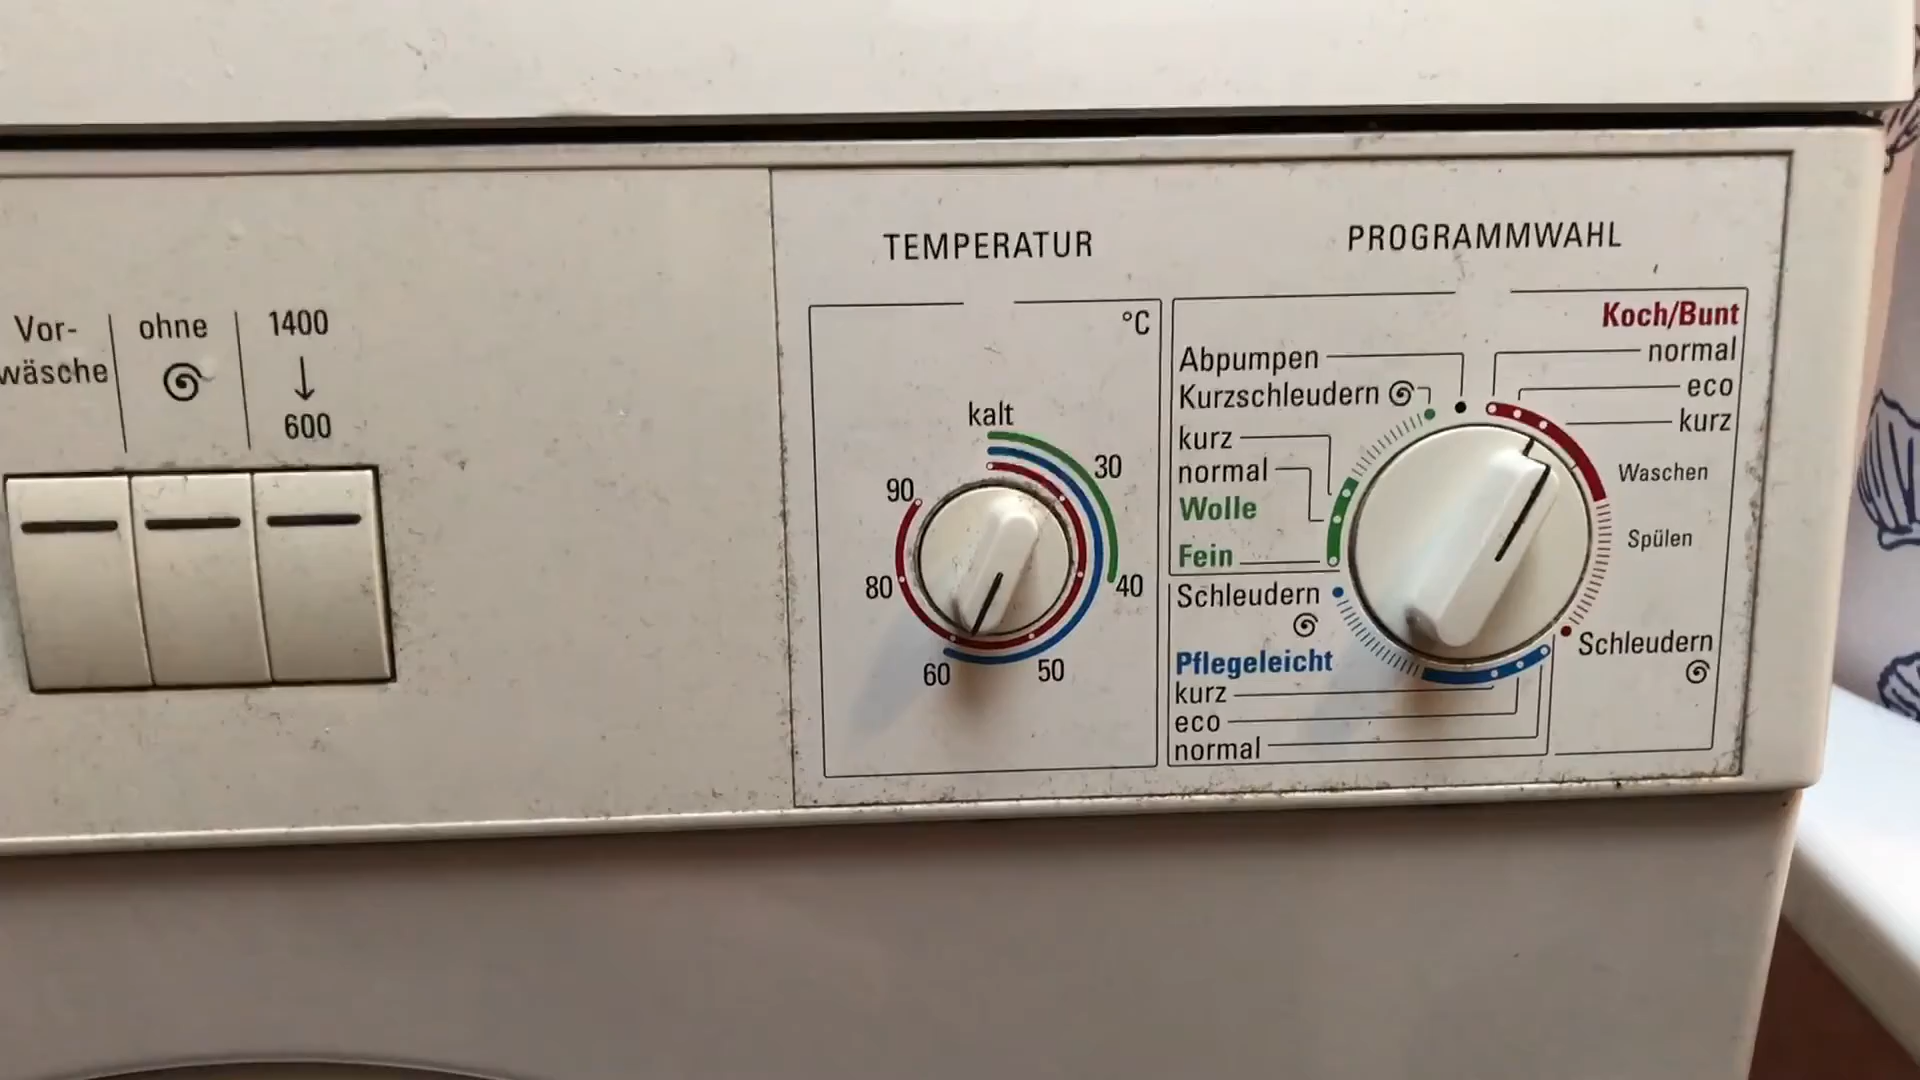 Vor-
wäsche
ohne
1400
↓
600
TEMPERATUR
°C
kalt
30
40
50
60
80
90
PROGRAMMWAHL
Koch/Bunt
normal
eco
kurz
Waschen
Spülen
Schleudern
Abpumpen
Kurzschleudern
kurz
normal
Wolle
Fein
Schleudern
Pflegeleicht
kurz
eco
normal